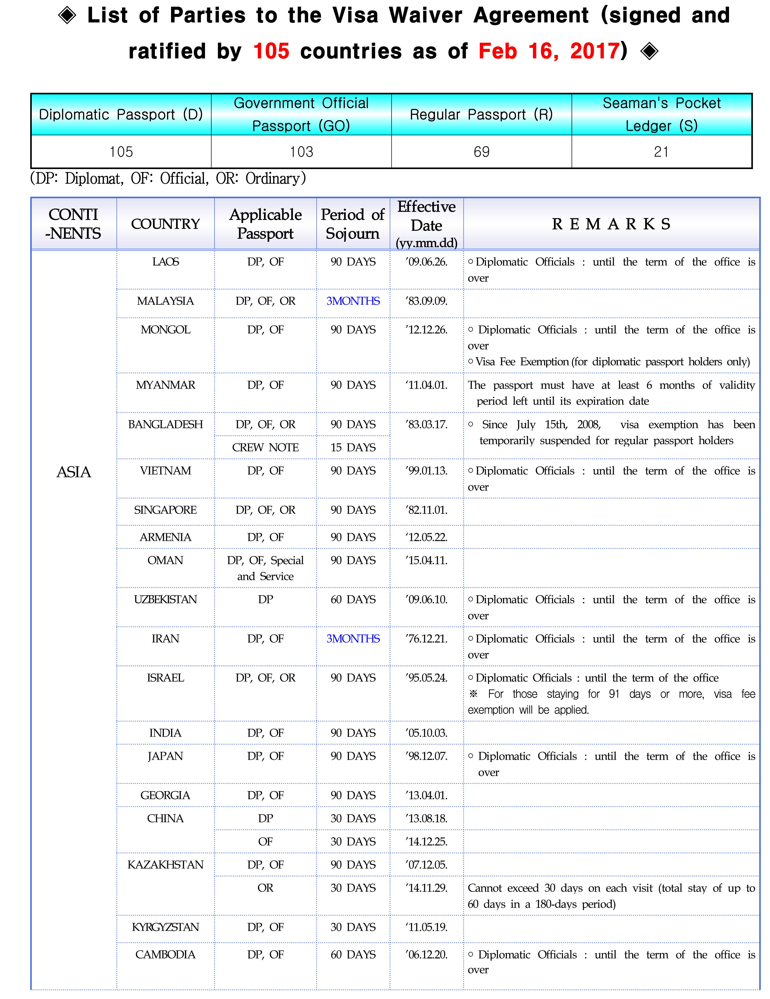 ◈ List of Parties to the Visa Waiver Agreement (signed and
ratified by 105 countries as of Feb 16, 2017) ◈
Diplomatic Passport (D)
Government Official
Passport (GO)
Regular Passport (R)
Seaman's Pocket
Ledger (S)
105
103
69
21
(DP: Diplomat, OF: Official, OR: Ordinary)
CONTI
-NENTS
COUNTRY
Applicable
Passport
Period of
Sojourn
Effective
Date
(yy.mm.dd)
R E M A R K S
ASIA
LAOS DP, OF 90 DAYS ’09.06.26. ○Diplomatic Officials : until the term of the office is
over
MALAYSIA DP, OF, OR 3MONTHS ’83.09.09.
MONGOL DP, OF 90 DAYS ’12.12.26. ○ Diplomatic Officials : until the term of the office is
over
○Visa Fee Exemption(for diplomatic passport holders only)
MYANMAR DP, OF 90 DAYS ‘11.04.01. The passport must have at least 6 months of validity
period left until its expiration date
BANGLADESH DP, OF, OR 90 DAYS ’83.03.17. ○ Since July 15th, 2008, visa exemption has been
temporarily suspended for regular passport holders
CREW NOTE 15 DAYS
VIETNAM DP, OF 90 DAYS ’99.01.13. ○Diplomatic Officials : until the term of the office is
over
SINGAPORE DP, OF, OR 90 DAYS ’82.11.01.
ARMENIA DP, OF 90 DAYS ‘12.05.22.
OMAN DP, OF, Special 90 DAYS ’15.04.11.
and Service
UZBEKISTAN DP 60 DAYS ’09.06.10. ○Diplomatic Officials : until the term of the office is
over
IRAN DP, OF 3MONTHS ’76.12.21. ○Diplomatic Officials : until the term of the office is
over
ISRAEL DP, OF, OR 90 DAYS ’95.05.24. ○Diplomatic Officials : until the term of the office
※ For those staying for 91 days or more, visa fee
exemption will be applied.
INDIA DP, OF 90 DAYS ’05.10.03.
JAPAN DP, OF 90 DAYS ’98.12.07. ○ Diplomatic Officials : until the term of the office is
over
GEORGIA DP, OF 90 DAYS ’13.04.01.
CHINA DP 30 DAYS ’13.08.18.
OF 30 DAYS ’14.12.25.
KAZAKHSTAN DP, OF 90 DAYS ’07.12.05.
OR 30 DAYS ’14.11.29. Cannot exceed 30 days on each visit (total stay of up to
60 days in a 180-days period)
KYRGYZSTAN DP, OF 30 DAYS ‘11.05.19.
CAMBODIA DP, OF 60 DAYS ’06.12.20. ○ Diplomatic Officials : until the term of the office is
over